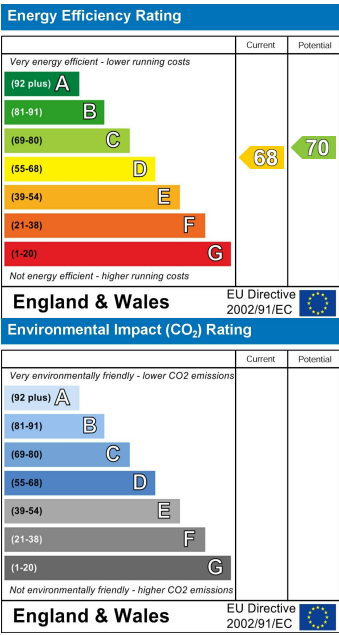 Energy Efficiency Rating
Current Potential
Very energy efficient - lower running costs
(92 plus) A
(81-91) B
(69-80) C
(55-68) D
(39-54) E
(21-38) F
(1-20) G
68
70
Not energy efficient - higher running costs
England & Wales
EU Directive
2002/91/EC
Environmental Impact (CO₂) Rating
Current Potential
Very environmentally friendly - lower CO2 emissions
(92 plus) A
(81-91) B
(69-80) C
(55-68) D
(39-54) E
(21-38) F
(1-20) G
Not environmentally friendly - higher CO2 emissions
England & Wales
EU Directive
2002/91/EC